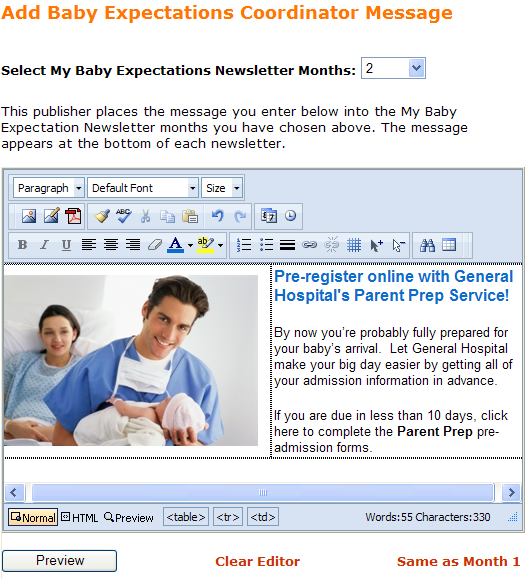 Add Baby Expectations Coordinator Message
Select My Baby Expectations Newsletter Months: 2
This publisher places the message you enter below into the My Baby
Expectation Newsletter months you have chosen above. The message
appears at the bottom of each newsletter.
Paragraph Default Font Size
ABC 7
B I U A ab
Pre-register online with General
Hospital's Parent Prep Service!
By now you're probably fully prepared for
your baby's arrival.  Let General Hospital
make your big day easier by getting all of
your admission information in advance.
If you are due in less than 10 days, click
here to complete the Parent Prep pre-
admission forms.
Normal HTML Preview <table> <tr> <td> Words:55 Characters:330
Preview Clear Editor Same as Month 1